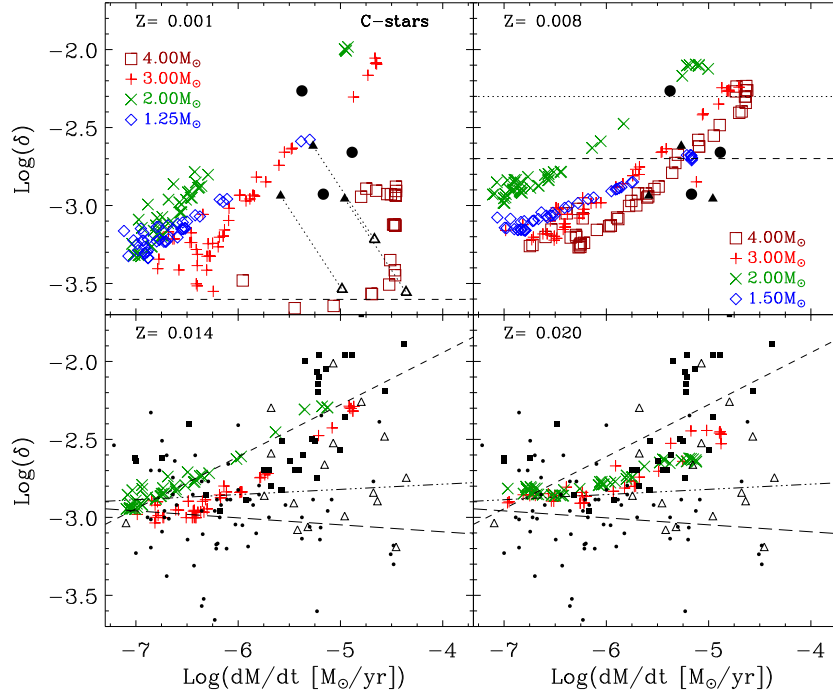 Z= 0.001
C-stars
4.00M⊙
3.00M⊙
2.00M⊙
1.25M⊙
Z= 0.008
4.00M⊙
3.00M⊙
2.00M⊙
1.50M⊙
−2.0
−2.5
−3.0
−3.5
Log(δ)
Z= 0.014
Z= 0.020
−2.0
−2.5
−3.0
−3.5
Log(δ)
−7 −6 −5 −4
−7 −6 −5 −4
Log(dM/dt [M⊙/yr])
Log(dM/dt [M⊙/yr])